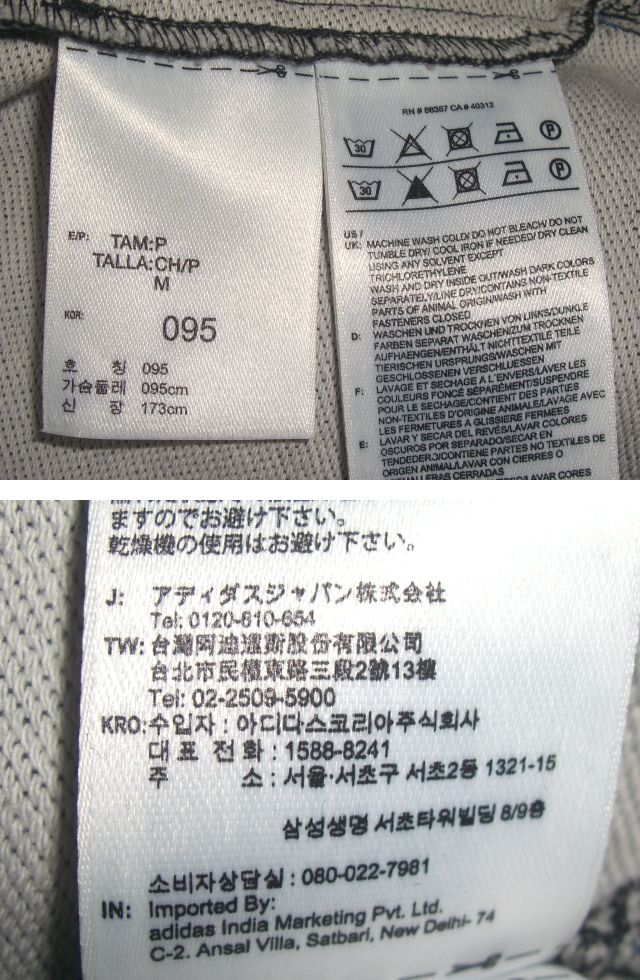 E/P: TAM:P
TALLA:CH/P
M
KOR: 095
호 칭 095
가슴둘레 095cm
신 장 173cm
RN # 88387 CA # 40312
30 P
30 P
US /
UK: MACHINE WASH COLD/ DO NOT BLEACH/ DO NOT
TUMBLE DRY/ COOL IRON IF NEEDED/ DRY CLEAN
USING ANY SOLVENT EXCEPT
TRICHLORETHYLENE
WASH AND DRY INSIDE OUT/WASH DARK COLORS
SEPARATELY/LINE DRY/CONTAINS NON-TEXTILE
PARTS OF ANIMAL ORIGIN/WASH WITH
FASTENERS CLOSED
D: WASCHEN UND TROCKNEN VON LINKS/DUNKLE
FARBEN SEPARAT WASCHEN/ZUM TROCKNEN
AUFHAENGEN/ENTHÄLT NICHTTEXTILE TEILE
TIERISCHEN URSPRUNGS/WASCHEN MIT
GESCHLOSSENEN VERSCHLUESSEN
F: LAVAGE ET SECHAGE A L'ENVERS/LAVER LES
COULEURS FONCÉ SÉPARÉMENT/SUSPENDRE
POUR LE SECHAGE/CONTIENT DES PARTIES
NON-TEXTILES D'ORIGINE ANIMALE/LAVAGE AVEC
LES FERMETURES A GLISSIERE FERMEES
E: LAVAR Y SECAR DEL REVÉS/LAVAR COLORES
OSCUROS POR SEPARADO/SECAR EN
TENDEDERO/CONTIENE PARTES NO TEXTILES DE
ORIGEN ANIMAL/LAVAR CON CIERRES O
CREMALLERAS CERRADAS
LAVAR CORES
ますのでお避け下さい。
乾燥機の使用はお避け下さい。
J: アディダスジャパン株式会社
Tel: 0120-810-654
TW: 台灣阿迪達斯股份有限公司
台北市民權東路三段2號13樓
Tel: 02-2509-5900
KRO: 수입자 : 아디다스코리아주식회사
대 표 전 화 : 1588-8241
주 소 : 서울·서초구 서초2동 1321-15
삼성생명 서초타워빌딩 8/9층
소비자상담실 : 080-022-7981
IN: Imported By:
adidas India Marketing Pvt. Ltd.
C-2. Ansal Villa, Satbari, New Delhi- 74